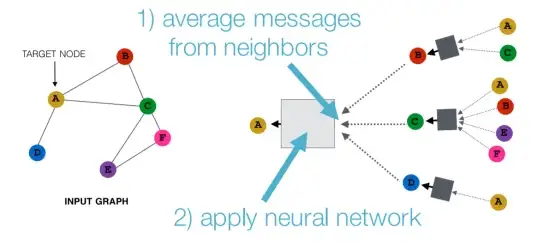 1) average messages
from neighbors
TARGET NODE
B
A
C
F
D
E
INPUT GRAPH
A
B
A
C
C
A
B
E
F
D
A
2) apply neural network